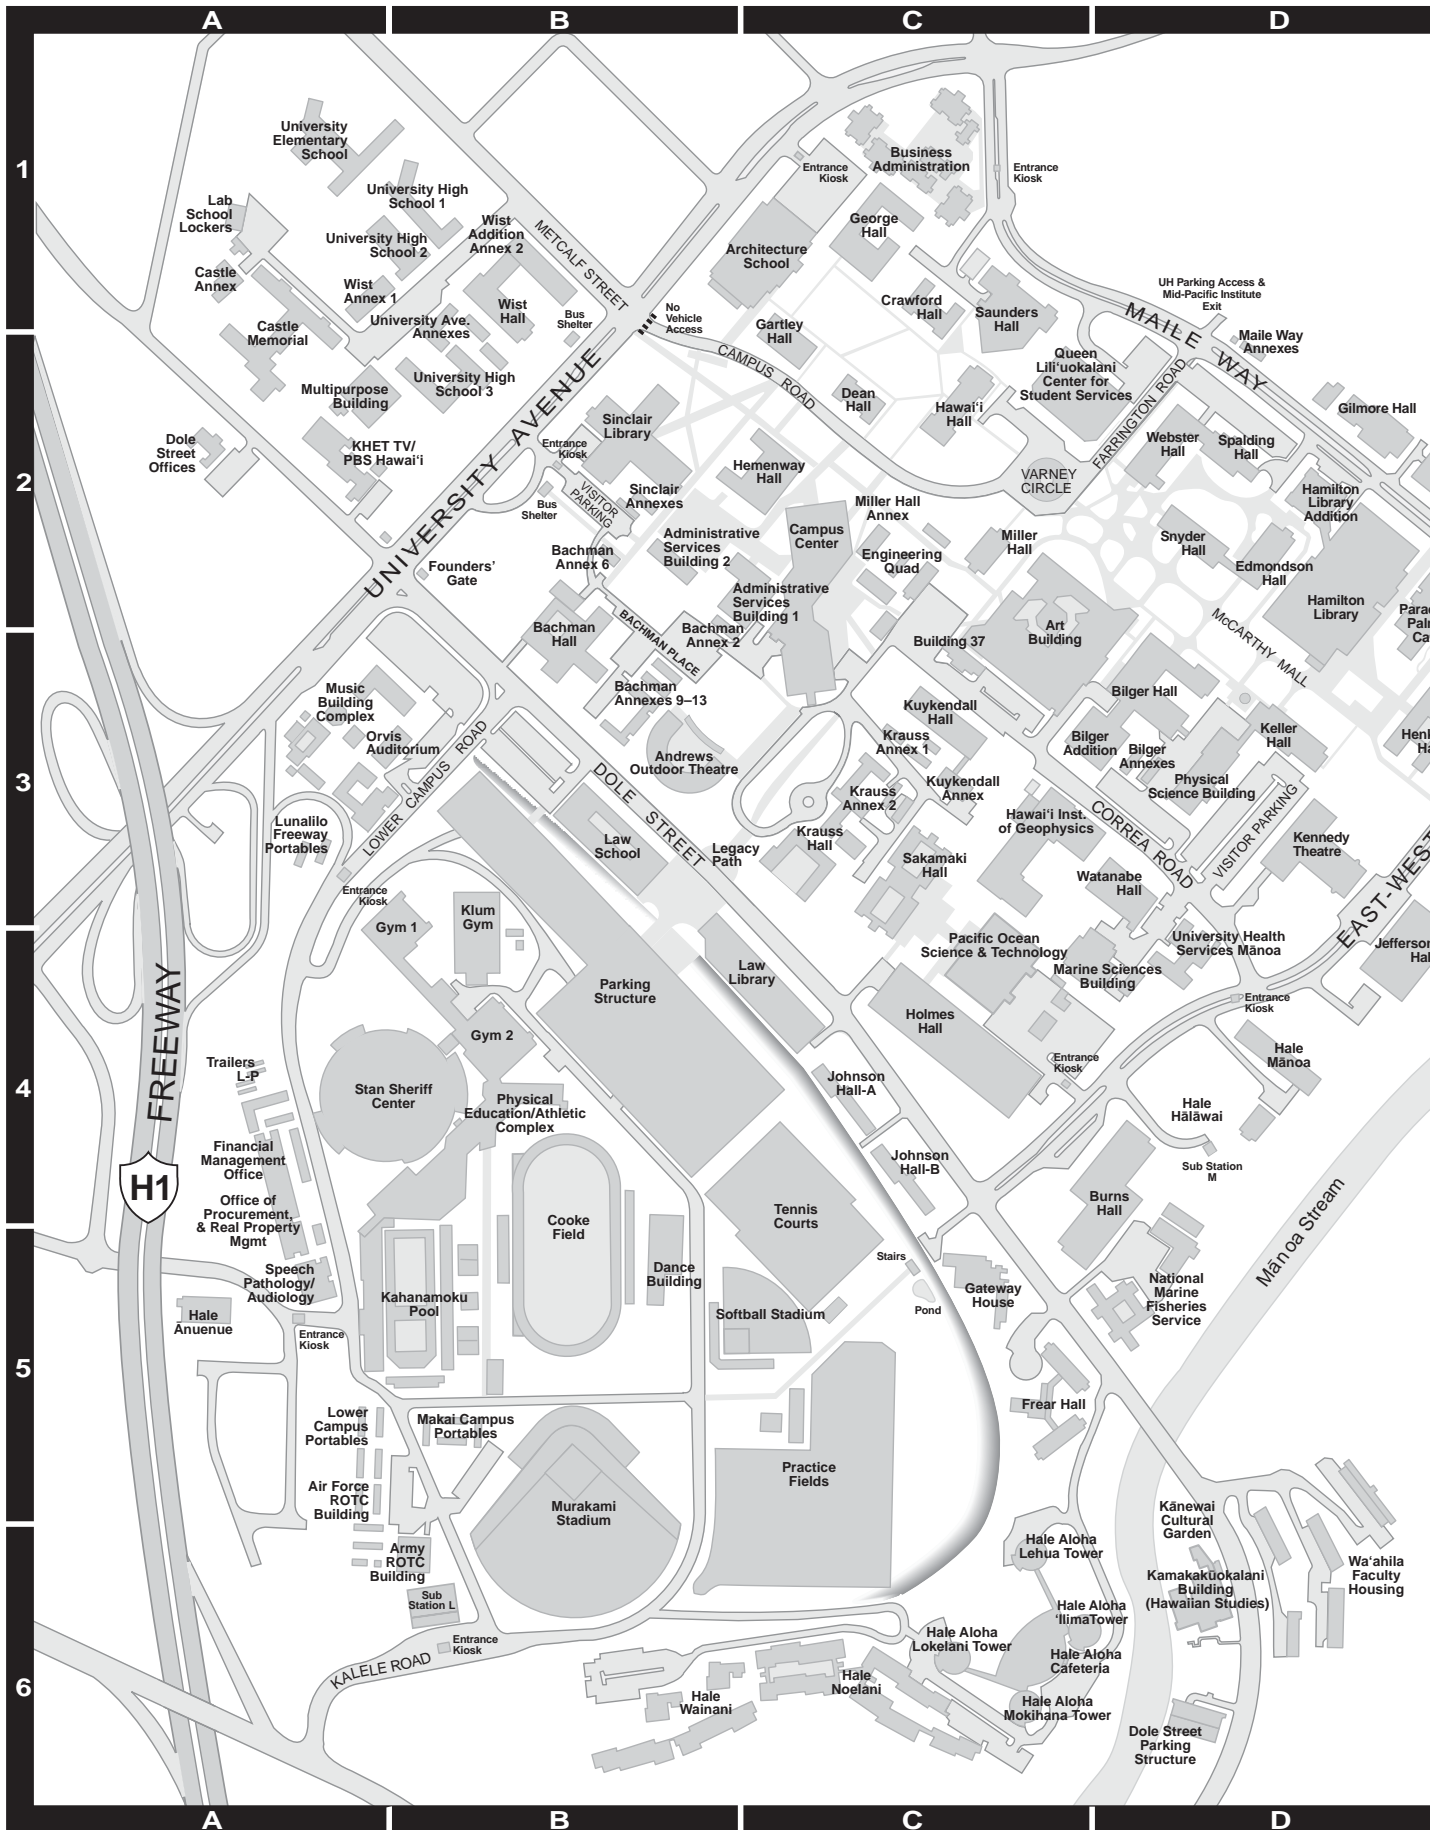 A
B
C
D
1
University
Elementary
School
University High
School 1
Lab
School
Lockers
University High
School 2
Wist
Addition
Annex 2
METCALF STREET
Castle
Annex
Wist
Annex 1
Castle
Memorial
University Ave.
Annexes
Wist
Hall
Bus
Shelter
No
Vehicle
Access
Entrance
Kiosk
Business
Administration
Entrance
Kiosk
George
Hall
Architecture
School
Crawford
Hall
Saunders
Hall
Gartley
Hall
UH Parking Access &
Mid-Pacific Institute
Exit
MAILE WAY
Maile Way
Annexes
2
Multipurpose
Building
University High
School 3
UNIVERSITY AVENUE
CAMPUS ROAD
Dean
Hall
Hawai‘i
Hall
Queen
Lili‘uokalani
Center for
Student Services
FARRINGTON ROAD
Gilmore Hall
Dole
Street
Offices
KHET TV/
PBS Hawai‘i
Entrance
Kiosk
Sinclair
Library
Hemenway
Hall
VARNEY
CIRCLE
Webster
Hall
Spalding
Hall
Hamilton
Library
Addition
Bus
Shelter
VISITOR
PARKING
Sinclair
Annexes
Miller Hall
Annex
Campus
Center
Administrative
Services
Building 2
Engineering
Quad
Miller
Hall
Snyder
Hall
Edmondson
Hall
Founders’
Gate
Bachman
Annex 6
Administrative
Services
Building 1
Hamilton
Library
Bachman
Hall
BACHMAN PLACE
Bachman
Annex 2
Building 37
Art
Building
McCARTHY MALL
3
Music
Building
Complex
Orvis
Auditorium
Bachman
Annexes 9–13
Kuykendall
Hall
Bilger Hall
Krauss
Annex 1
Bilger
Addition
Bilger
Annexes
Keller
Hall
Andrews
Outdoor Theatre
LOWER CAMPUS ROAD
DOLE STREET
Krauss
Annex 2
Kuykendall
Annex
Physical
Science Building
Lunalilo
Freeway
Portables
Law
School
Legacy
Path
Krauss
Hall
Hawai‘i Inst.
of Geophysics
CORREA ROAD
VISITOR PARKING
Kennedy
Theatre
Sakamaki
Hall
Watanabe
Hall
EAST-WEST
Entrance
Kiosk
Gym 1
Klum
Gym
Pacific Ocean
Science & Technology
Marine Sciences
Building
University Health
Services Mānoa
4
FREEWAY
H1
Parking
Structure
Law
Library
Holmes
Hall
Entrance
Kiosk
Gym 2
Trailers
L-P
Stan Sheriff
Center
Physical
Education/Athletic
Complex
Johnson
Hall-A
Entrance
Kiosk
Hale
Mānoa
Hale
Hālāwai
Financial
Management
Office
Office of
Procurement,
& Real Property
Mgmt
Johnson
Hall-B
Sub Station
M
Burns
Hall
Mānoa Stream
Cooke
Field
Tennis
Courts
5
Speech
Pathology/
Audiology
Kahanamoku
Pool
Dance
Building
Stairs
Pond
Gateway
House
National
Marine
Fisheries
Service
Hale
Ānuenue
Entrance
Kiosk
Softball Stadium
Lower
Campus
Portables
Makai Campus
Portables
Frear Hall
Air Force
ROTC
Building
Murakami
Stadium
Practice
Fields
Kānewai
Cultural
Garden
6
Army
ROTC
Building
Sub
Station L
Hale Aloha
Lehua Tower
Kamakakūokalani
Building
(Hawaiian Studies)
Wa‘ahila
Faculty
Housing
Hale Aloha
‘IlimaTower
Entrance
Kiosk
KALELE ROAD
Hale Aloha
Lokelani Tower
Hale Aloha
Cafeteria
Hale
Noelani
Hale
Wainani
Hale Aloha
Mokihana Tower
Dole Street
Parking
Structure
A
B
C
D